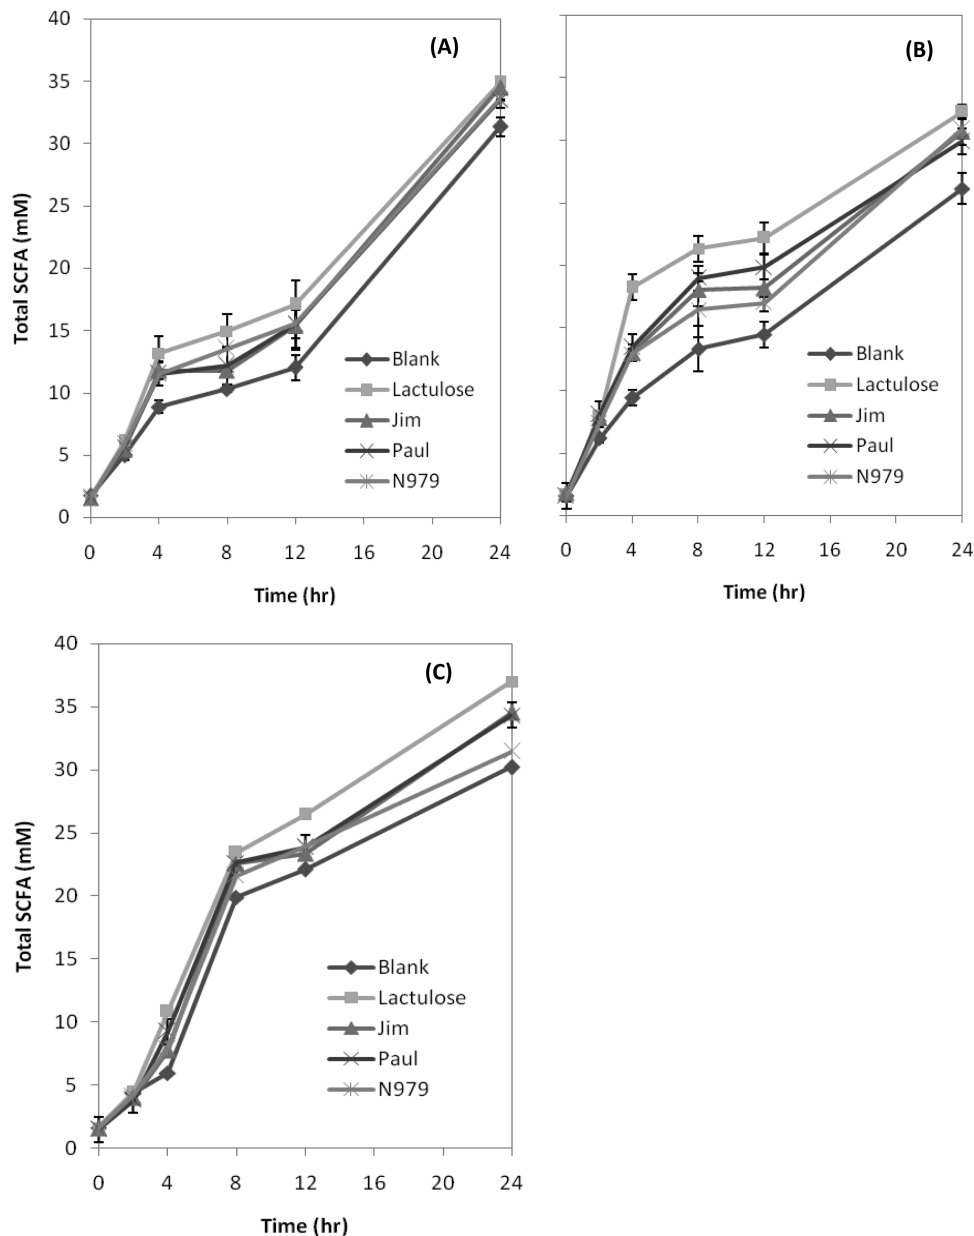 (A)
40
35
30
25
20
15
10
5
0
Total SCFA (mM)
Blank
Lactulose
Jim
Paul
N979
0 4 8 12 16 20 24
Time (hr)
(B)
Blank
Lactulose
Jim
Paul
N979
0 4 8 12 16 20 24
Time (hr)
(C)
40
35
30
25
20
15
10
5
0
Total SCFA (mM)
Blank
Lactulose
Jim
Paul
N979
0 4 8 12 16 20 24
Time (hr)